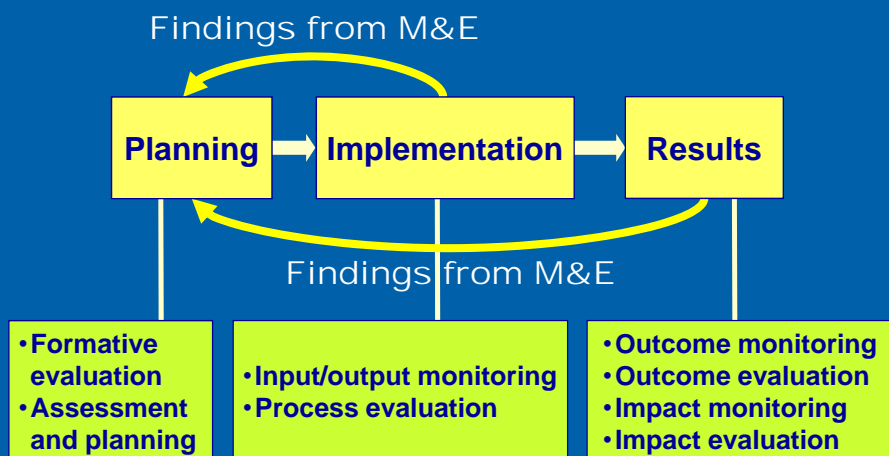 Findings from M&E
Planning
Implementation
Results
Findings from M&E
•Formative
evaluation
•Assessment
and planning
•Input/output monitoring
•Process evaluation
•Outcome monitoring
•Outcome evaluation
•Impact monitoring
•Impact evaluation